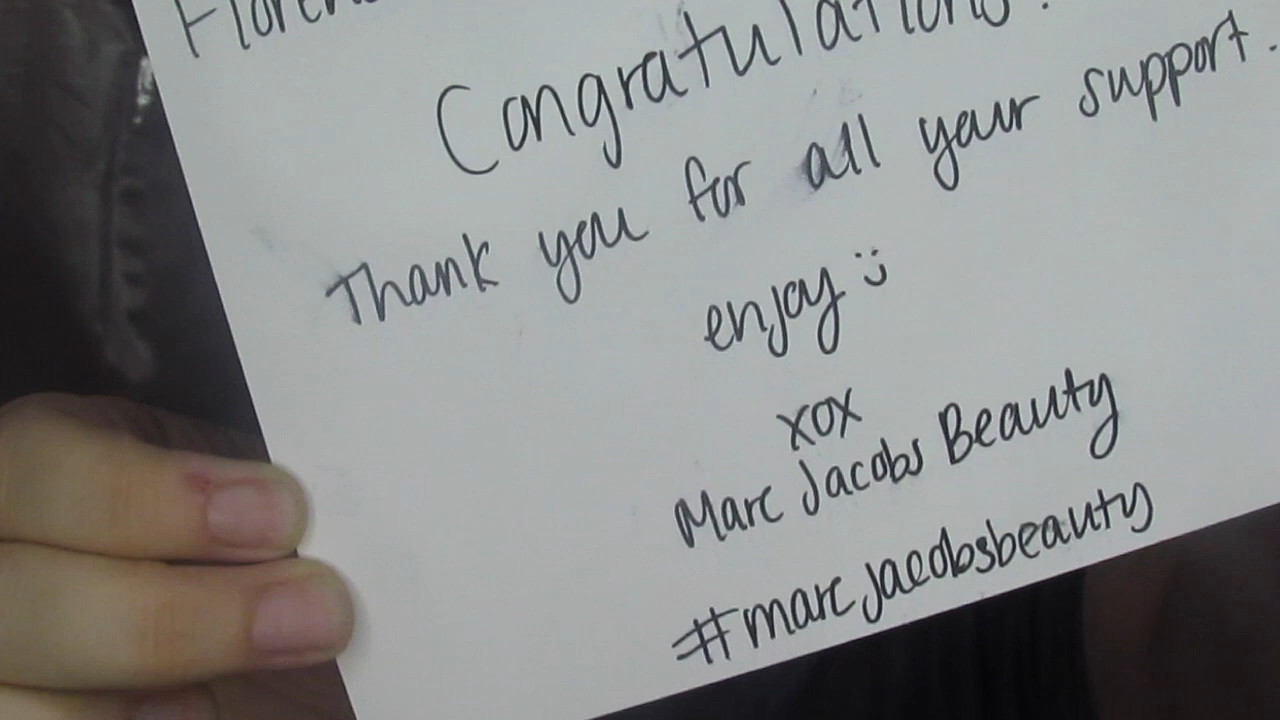 Congratulations!
Thank you for all your support.
enjoy :)
xox
Marc Jacobs Beauty
#marcjacobsbeauty